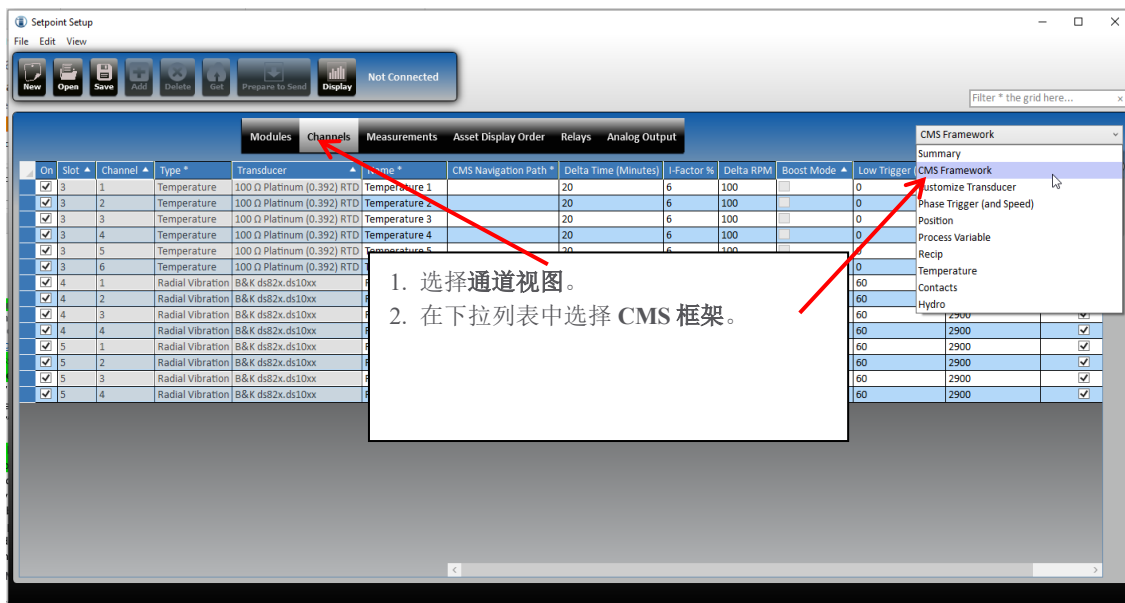 Setpoint Setup
File Edit View
New Open Save Add Delete Get Prepare to Send Display Not Connected
Filter * the grid here... ×
Modules Channels Measurements Asset Display Order Relays Analog Output
CMS Framework
Summary
CMS Framework
Customize Transducer
Phase Trigger (and Speed)
Position
Process Variable
Recip
Temperature
Contacts
Hydro
On Slot Channel Type * Transducer Name * CMS Navigation Path * Delta Time (Minutes) I-Factor % Delta RPM Boost Mode Low Trigger
3 1 Temperature 100 Ω Platinum (0.392) RTD Temperature 1 20 6 100 0
3 2 Temperature 100 Ω Platinum (0.392) RTD Temperature 2 20 6 100 0
3 3 Temperature 100 Ω Platinum (0.392) RTD Temperature 3 20 6 100 0
3 4 Temperature 100 Ω Platinum (0.392) RTD Temperature 4 20 6 100 0
3 5 Temperature 100 Ω Platinum (0.392) RTD Temperature 5 20 6 100
3 6 Temperature 100 Ω Platinum (0.392) RTD 0
4 1 Radial Vibration B&K ds82x.ds10xx 60
4 2 Radial Vibration B&K ds82x.ds10xx 60
4 3 Radial Vibration B&K ds82x.ds10xx 60 2900
4 4 Radial Vibration B&K ds82x.ds10xx 60 2900
5 1 Radial Vibration B&K ds82x.ds10xx 60 2900
5 2 Radial Vibration B&K ds82x.ds10xx 60 2900
5 3 Radial Vibration B&K ds82x.ds10xx 60 2900
5 4 Radial Vibration B&K ds82x.ds10xx 60 2900
1. 选择通道视图。
2. 在下拉列表中选择 CMS 框架。